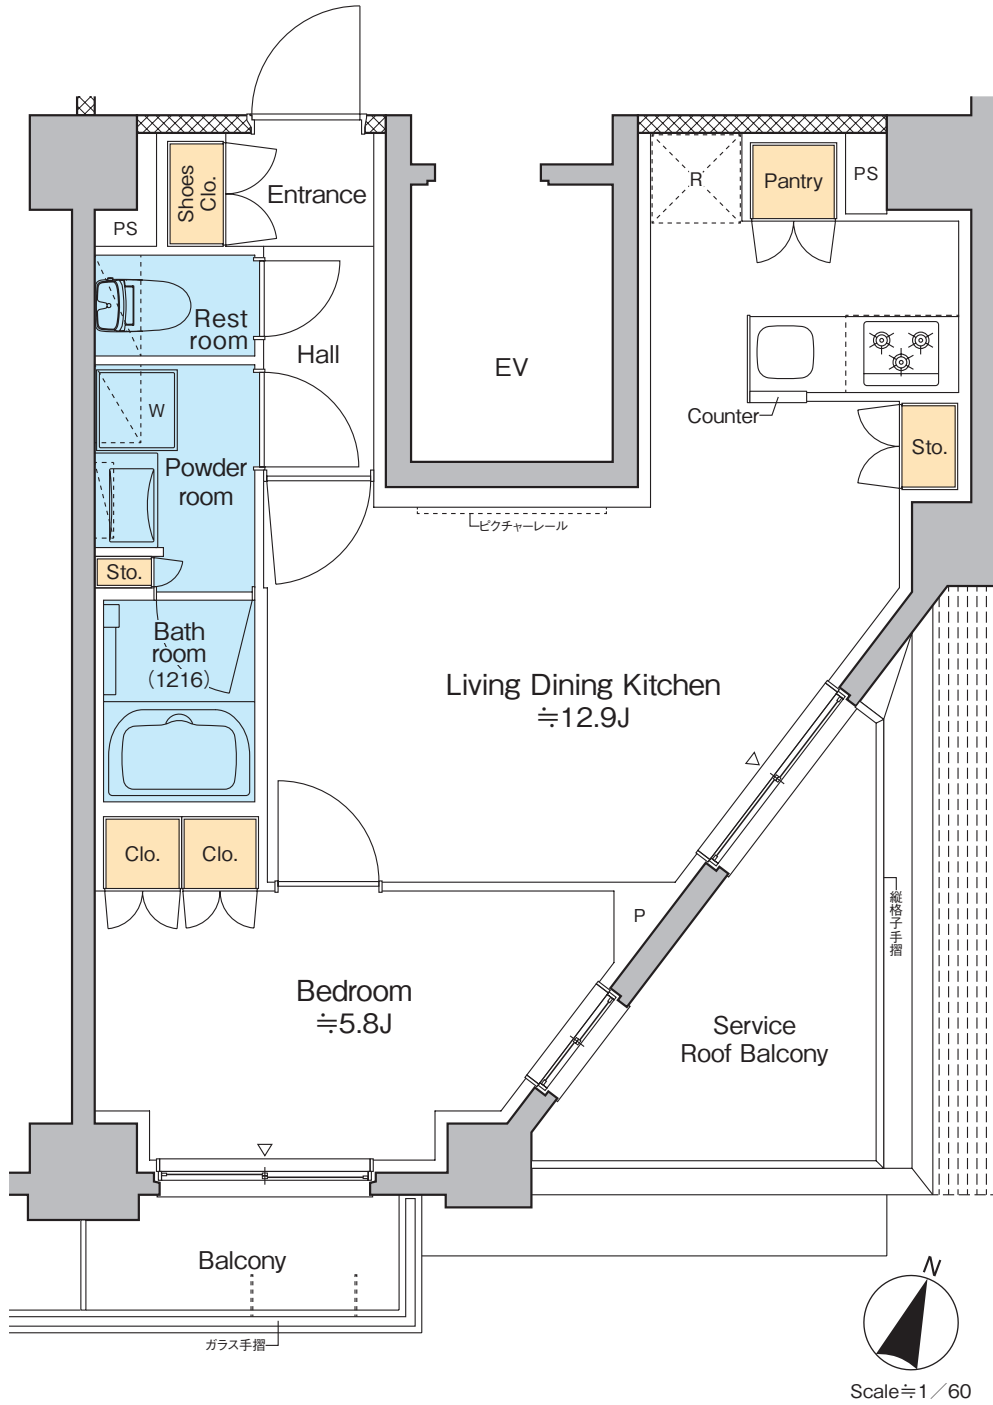 Shoes
Clo.
Entrance
R
Pantry
PS
PS
Rest
room
Hall
EV
W
Counter
Sto.
Powder
room
ピクチャーレール
Sto.
Bath
room
(1216)
Living Dining Kitchen
≒12.9J
Clo.
Clo.
P
縦格子手摺
Bedroom
≒5.8J
Service
Roof Balcony
Balcony
ガラス手摺
N
Scale≒1／60